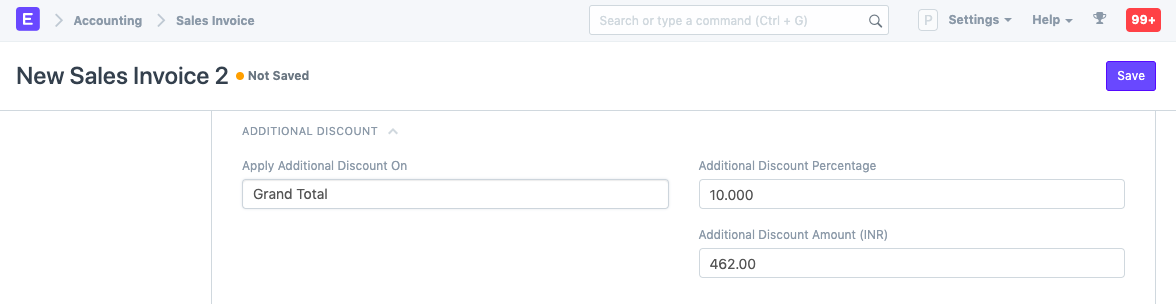 E Accounting Sales Invoice Search or type a command (Ctrl + G) P Settings Help 99+
New Sales Invoice 2 Not Saved Save
ADDITIONAL DISCOUNT
Apply Additional Discount On Additional Discount Percentage
Grand Total 10.000
Additional Discount Amount (INR)
462.00